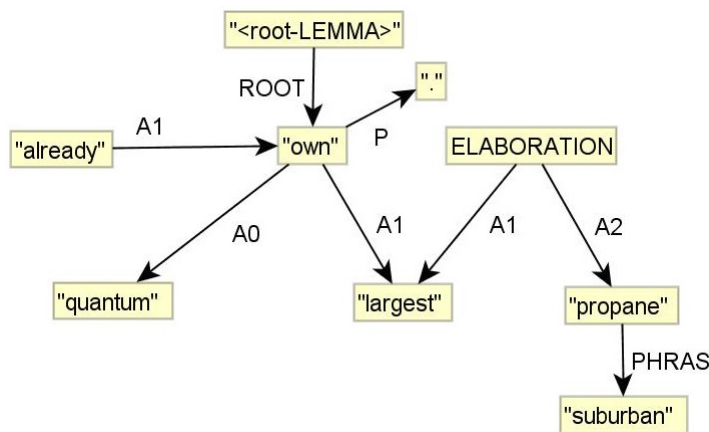 "<root-LEMMA>"
ROOT
"."
A1
P
"already"
"own"
ELABORATION
A0
A1
A1
A2
"quantum"
"largest"
"propane"
PHRAS
"suburban"